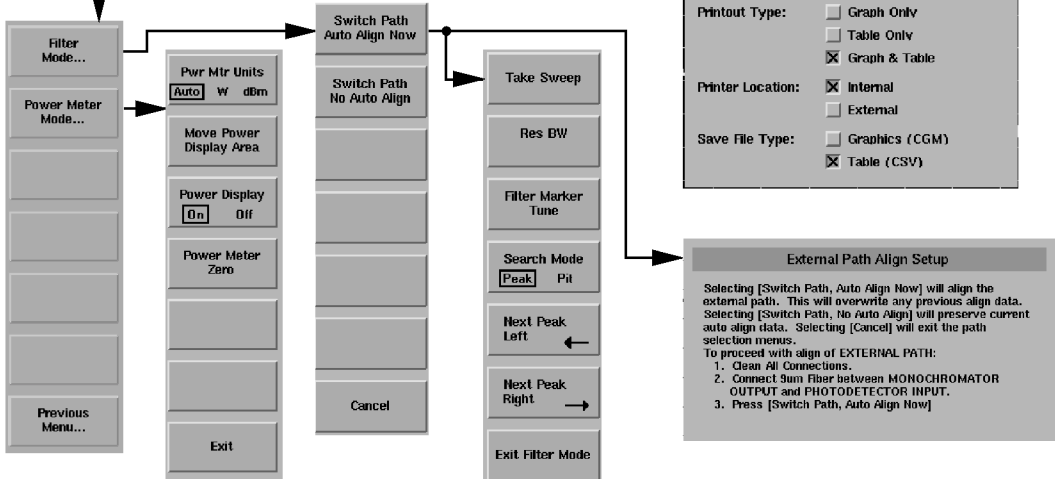 Filter
Mode...
Power Meter
Mode...
Previous
Menu...
Pwr Mtr Units
Auto W dBm
Move Power
Display Area
Power Display
On Off
Power Meter
Zero
Exit
Switch Path
Auto Align Now
Switch Path
No Auto Align
Cancel
Take Sweep
Res BW
Filter Marker
Tune
Search Mode
Peak Pit
Next Peak
Left
Next Peak
Right
Exit Filter Mode
Printout Type: Graph Only
Table Only
Graph & Table
Printer Location: Internal
External
Save File Type: Graphics (CGM)
Table (CSV)
External Path Align Setup
Selecting [Switch Path, Auto Align Now] will align the
external path. This will overwrite any previous align data.
Selecting [Switch Path, No Auto Align] will preserve current
auto align data. Selecting [Cancel] will exit the path
selection menus.
To proceed with align of EXTERNAL PATH:
1. Clean All Connections.
2. Connect 9um Fiber between MONOCHROMATOR
OUTPUT and PHOTODETECTOR INPUT.
3. Press [Switch Path, Auto Align Now]